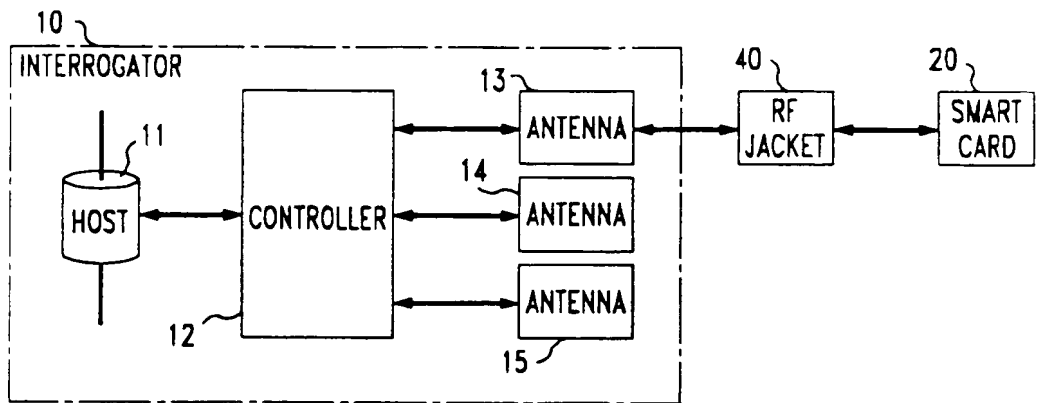 10
INTERROGATOR
11
HOST
CONTROLLER
12
13
ANTENNA
14
ANTENNA
ANTENNA
15
40
RF
JACKET
20
SMART
CARD